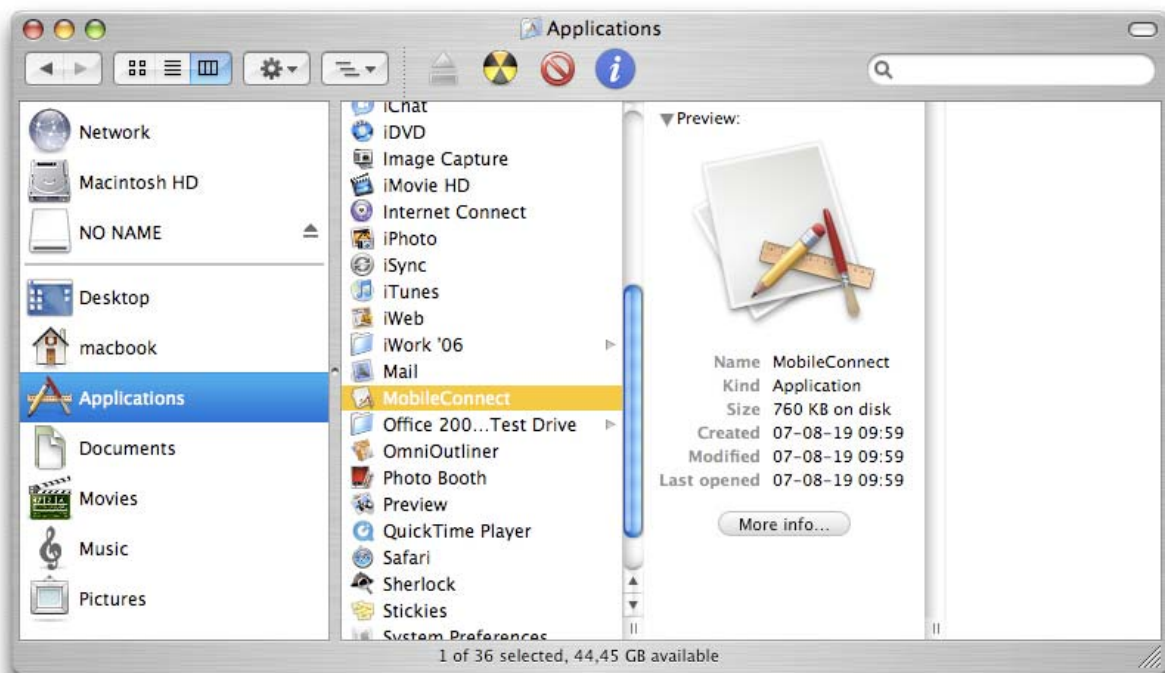 Applications
Network
Macintosh HD
NO NAME
Desktop
macbook
Applications
Documents
Movies
Music
Pictures
iChat
iDVD
Image Capture
iMovie HD
Internet Connect
iPhoto
iSync
iTunes
iWeb
iWork '06
Mail
MobileConnect
Office 200...Test Drive
OmniOutliner
Photo Booth
Preview
QuickTime Player
Safari
Sherlock
Stickies
System Preferences
Preview:
Name MobileConnect
Kind Application
Size 760 KB on disk
Created 07-08-19 09:59
Modified 07-08-19 09:59
Last opened 07-08-19 09:59
More info...
1 of 36 selected, 44,45 GB available